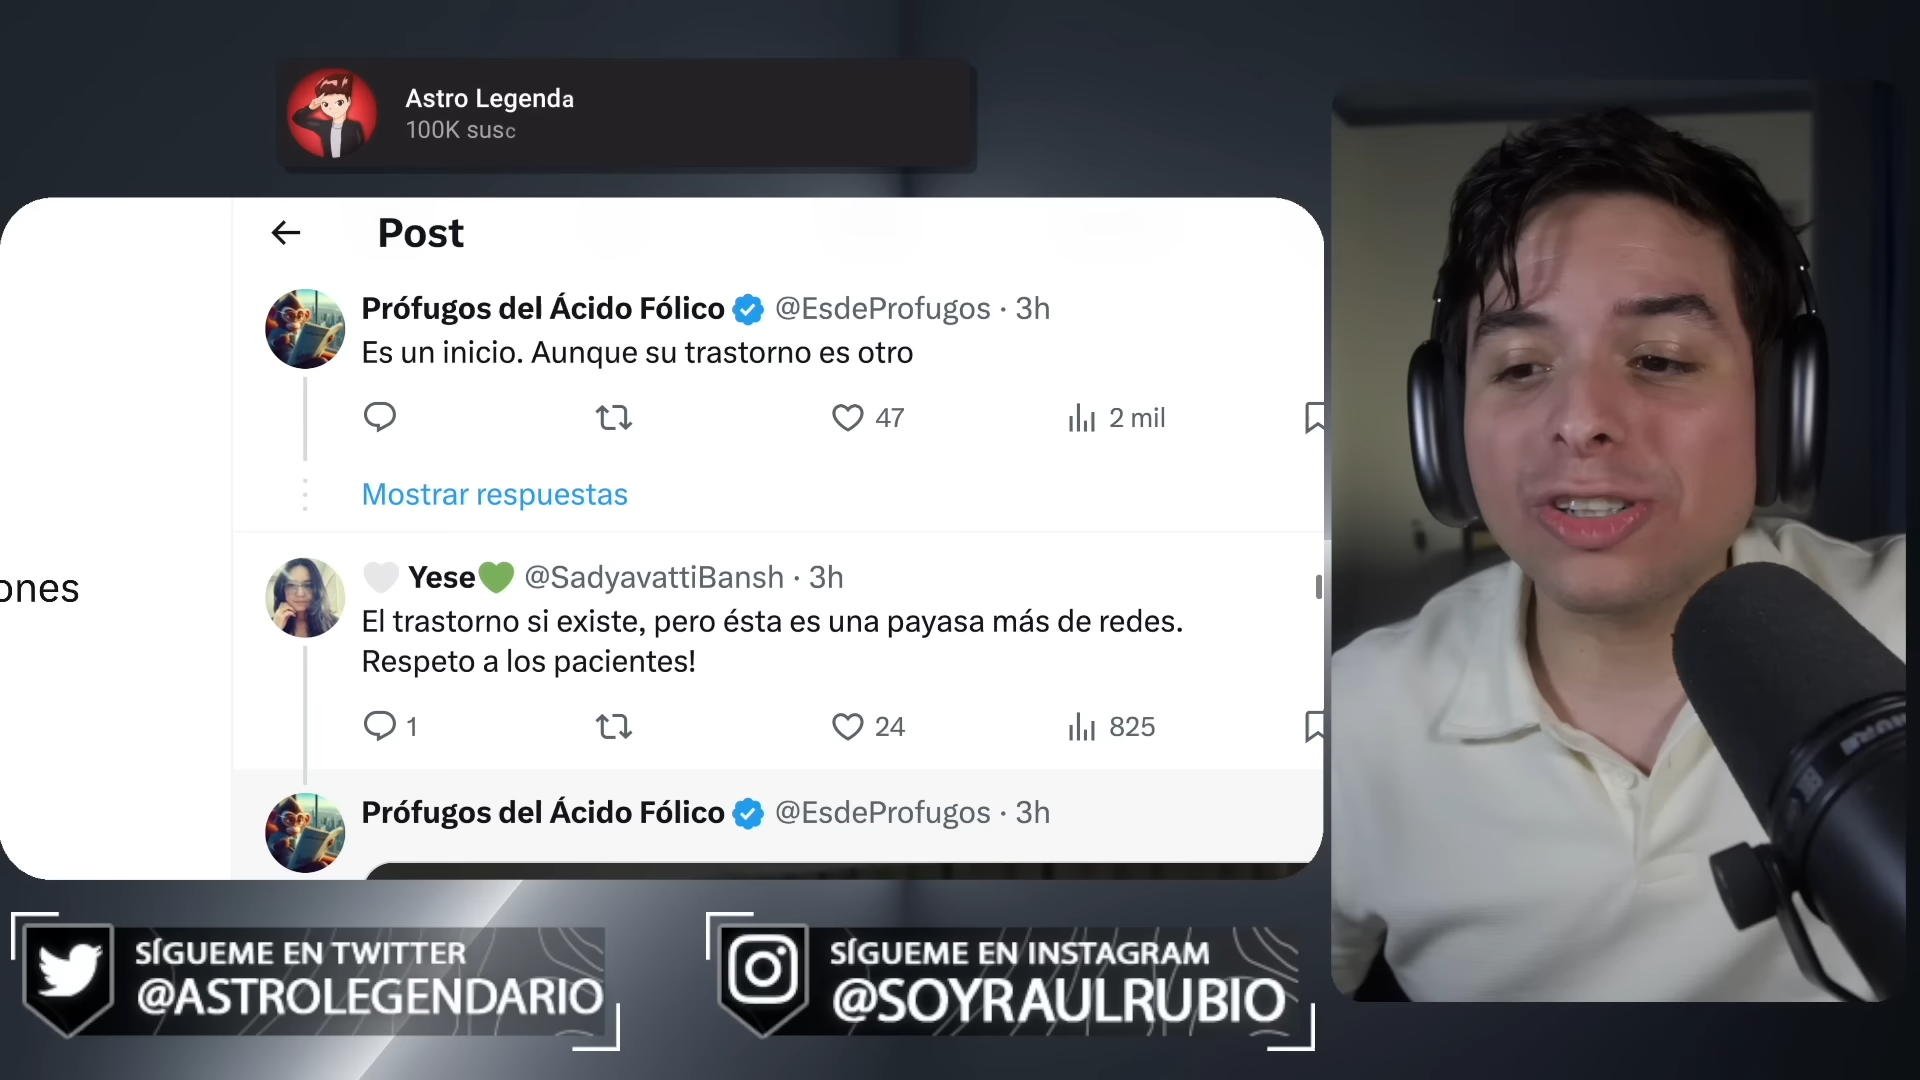 Astro Legenda
100K susc
Post
Prófugos del Ácido Fólico @EsdeProfugos · 3h
Es un inicio. Aunque su trastorno es otro
47
2 mil
Mostrar respuestas
ones
Yese @SadyavattiBansh · 3h
El trastorno si existe, pero ésta es una payasa más de redes.
Respeto a los pacientes!
1
24
825
Prófugos del Ácido Fólico @EsdeProfugos · 3h
SÍGUEME EN TWITTER
@ASTROLEGENDARIO
SÍGUEME EN INSTAGRAM
@SOYRAULRUBIO